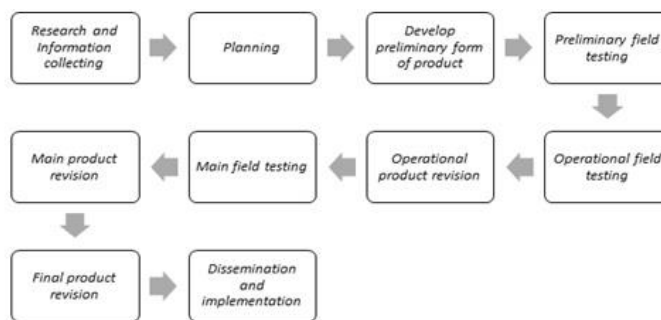 Research and
Information
collecting
Planning
Develop
preliminary form
of product
Preliminary field
testing
Operational field
testing
Operational
product revision
Main field testing
Main product
revision
Final product
revision
Dissemination
and
implementation